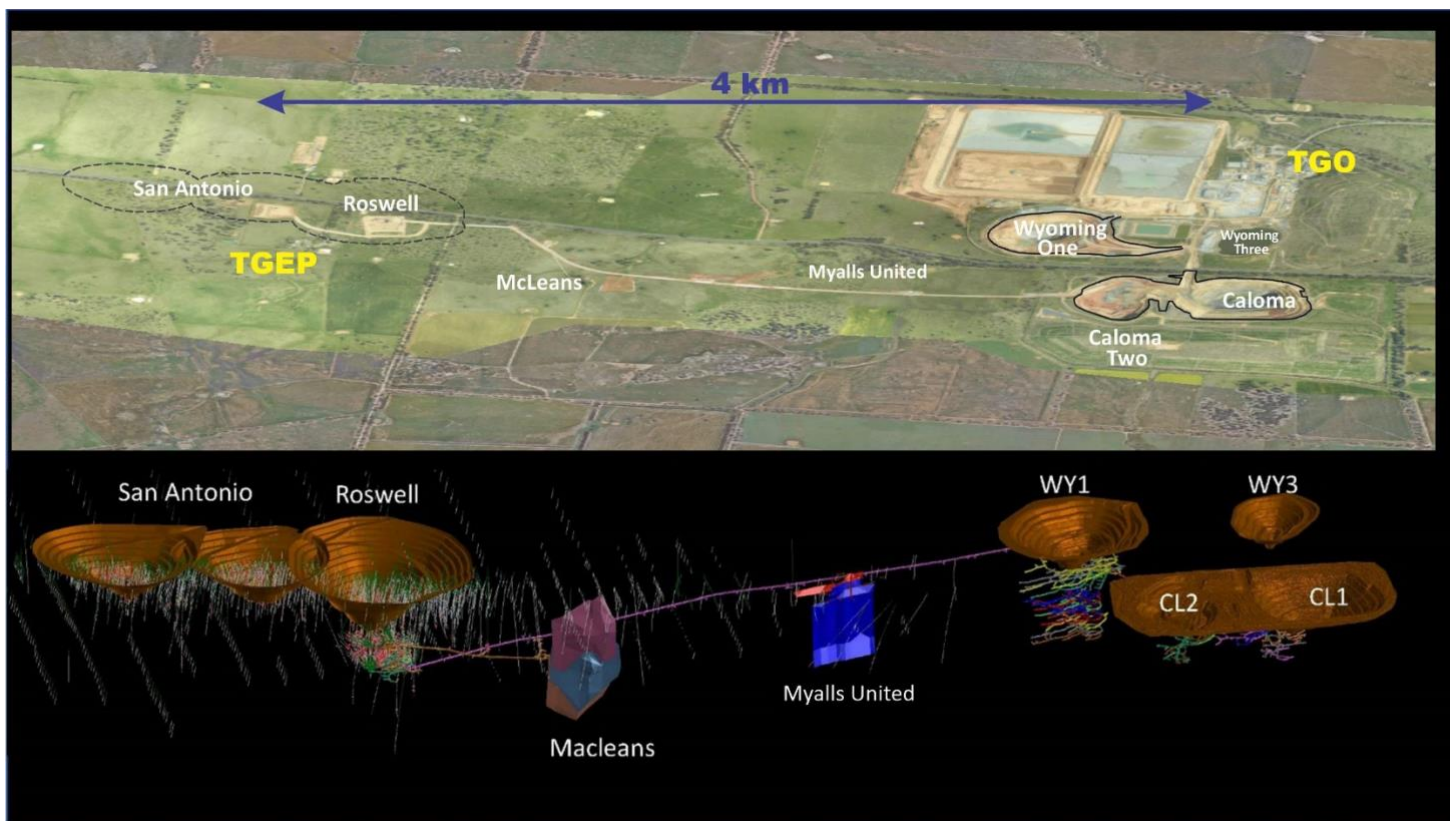 4 km
TGO
San Antonio
Roswell
Wyoming
One
Wyoming
Three
TGEP
McLeans
Myalls United
Caloma
Caloma
Two
San Antonio
Roswell
WY1
WY3
CL2
CL1
Myalls United
Macleans